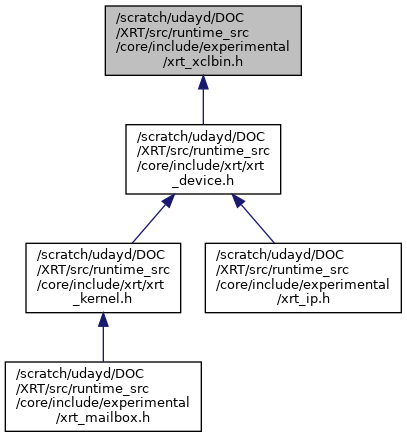 /scratch/udayd/DOC
/XRT/src/runtime_src
/core/include/experimental
/xrt_xclbin.h
/scratch/udayd/DOC
/XRT/src/runtime_src
/core/include/xrt/xrt
_device.h
/scratch/udayd/DOC
/XRT/src/runtime_src
/core/include/xrt/xrt
_kernel.h
/scratch/udayd/DOC
/XRT/src/runtime_src
/core/include/experimental
/xrt_ip.h
/scratch/udayd/DOC
/XRT/src/runtime_src
/core/include/experimental
/xrt_mailbox.h